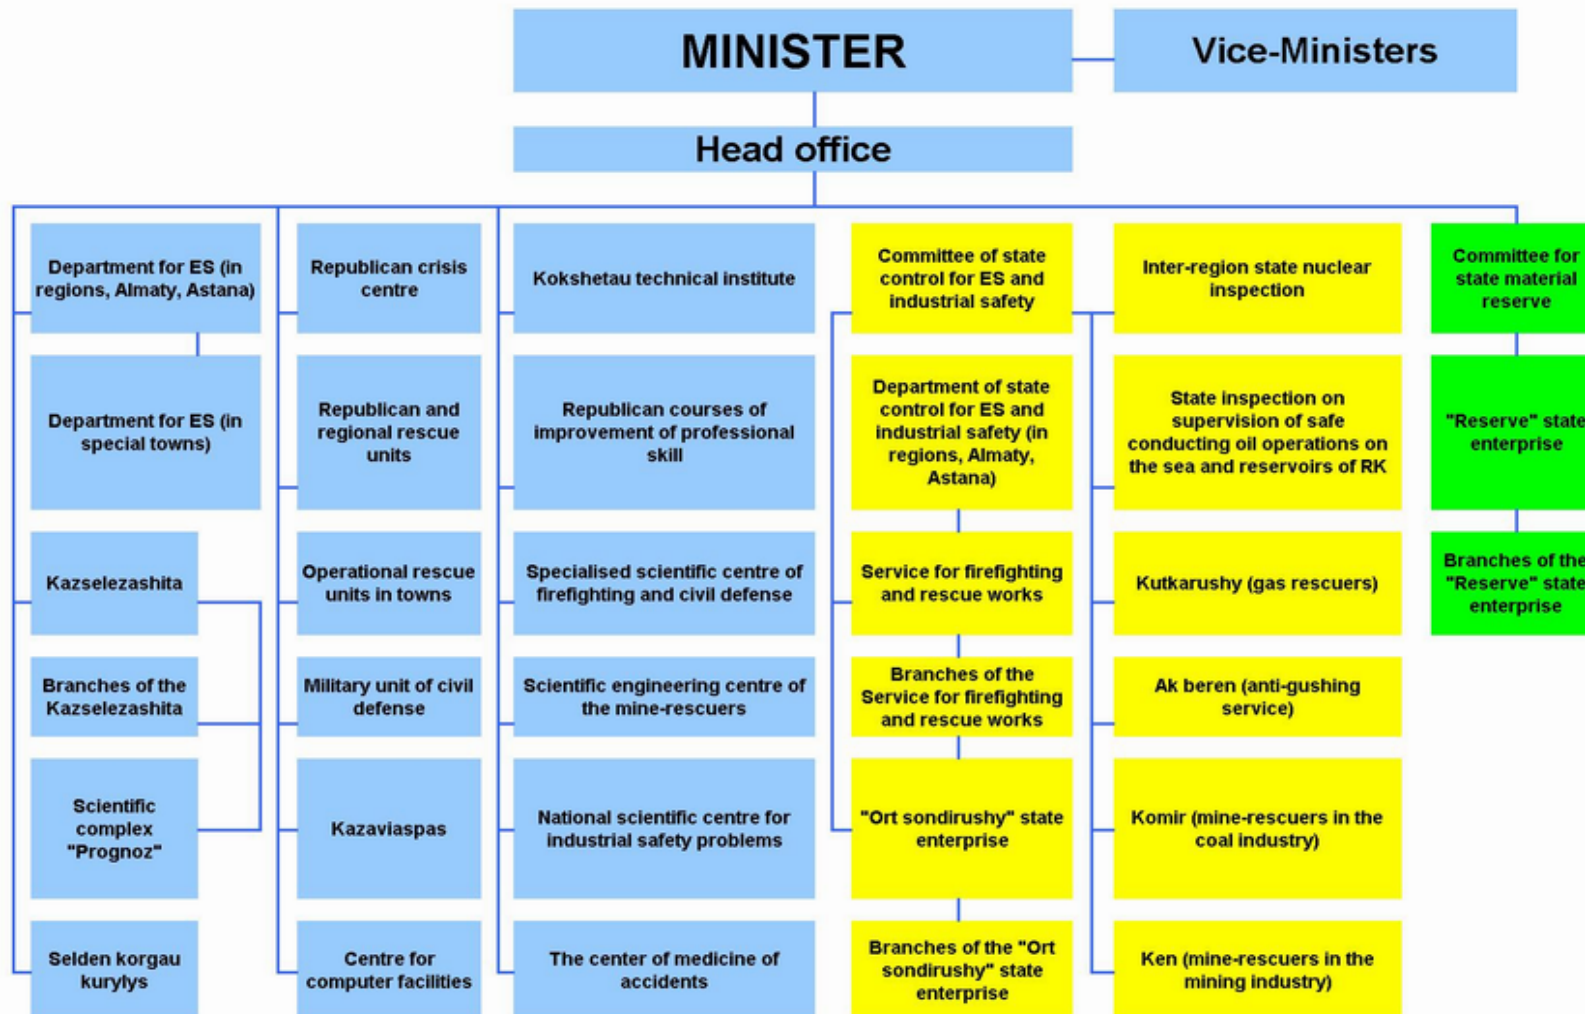 MINISTER
Vice-Ministers
Head office
Department for ES (in
regions, Almaty, Astana)
Department for ES (in
special towns)
Kazselezashita
Branches of the
Kazselezashita
Scientific
complex
"Prognoz"
Selden korgau
kurylys
Republican crisis
centre
Republican and
regional rescue
units
Operational rescue
units in towns
Military unit of civil
defense
Kazaviaspas
Centre for
computer facilities
Kokshetau technical institute
Republican courses of
improvement of professional
skill
Specialised scientific centre of
firefighting and civil defense
Scientific engineering centre of
the mine-rescuers
National scientific centre for
industrial safety problems
The center of medicine of
accidents
Committee of state
control for ES and
industrial safety
Department of state
control for ES and
industrial safety (in
regions, Almaty,
Astana)
Service for firefighting
and rescue works
Branches of the
Service for firefighting
and rescue works
"Ort sondirushy" state
enterprise
Branches of the "Ort
sondirushy" state
enterprise
Inter-region state nuclear
inspection
State inspection on
supervision of safe
conducting oil operations on
the sea and reservoirs of RK
Kutkarushy (gas rescuers)
Ak beren (anti-gushing
service)
Komir (mine-rescuers in the
coal industry)
Ken (mine-rescuers in the
mining industry)
Committee for
state material
reserve
"Reserve" state
enterprise
Branches of the
"Reserve" state
enterprise